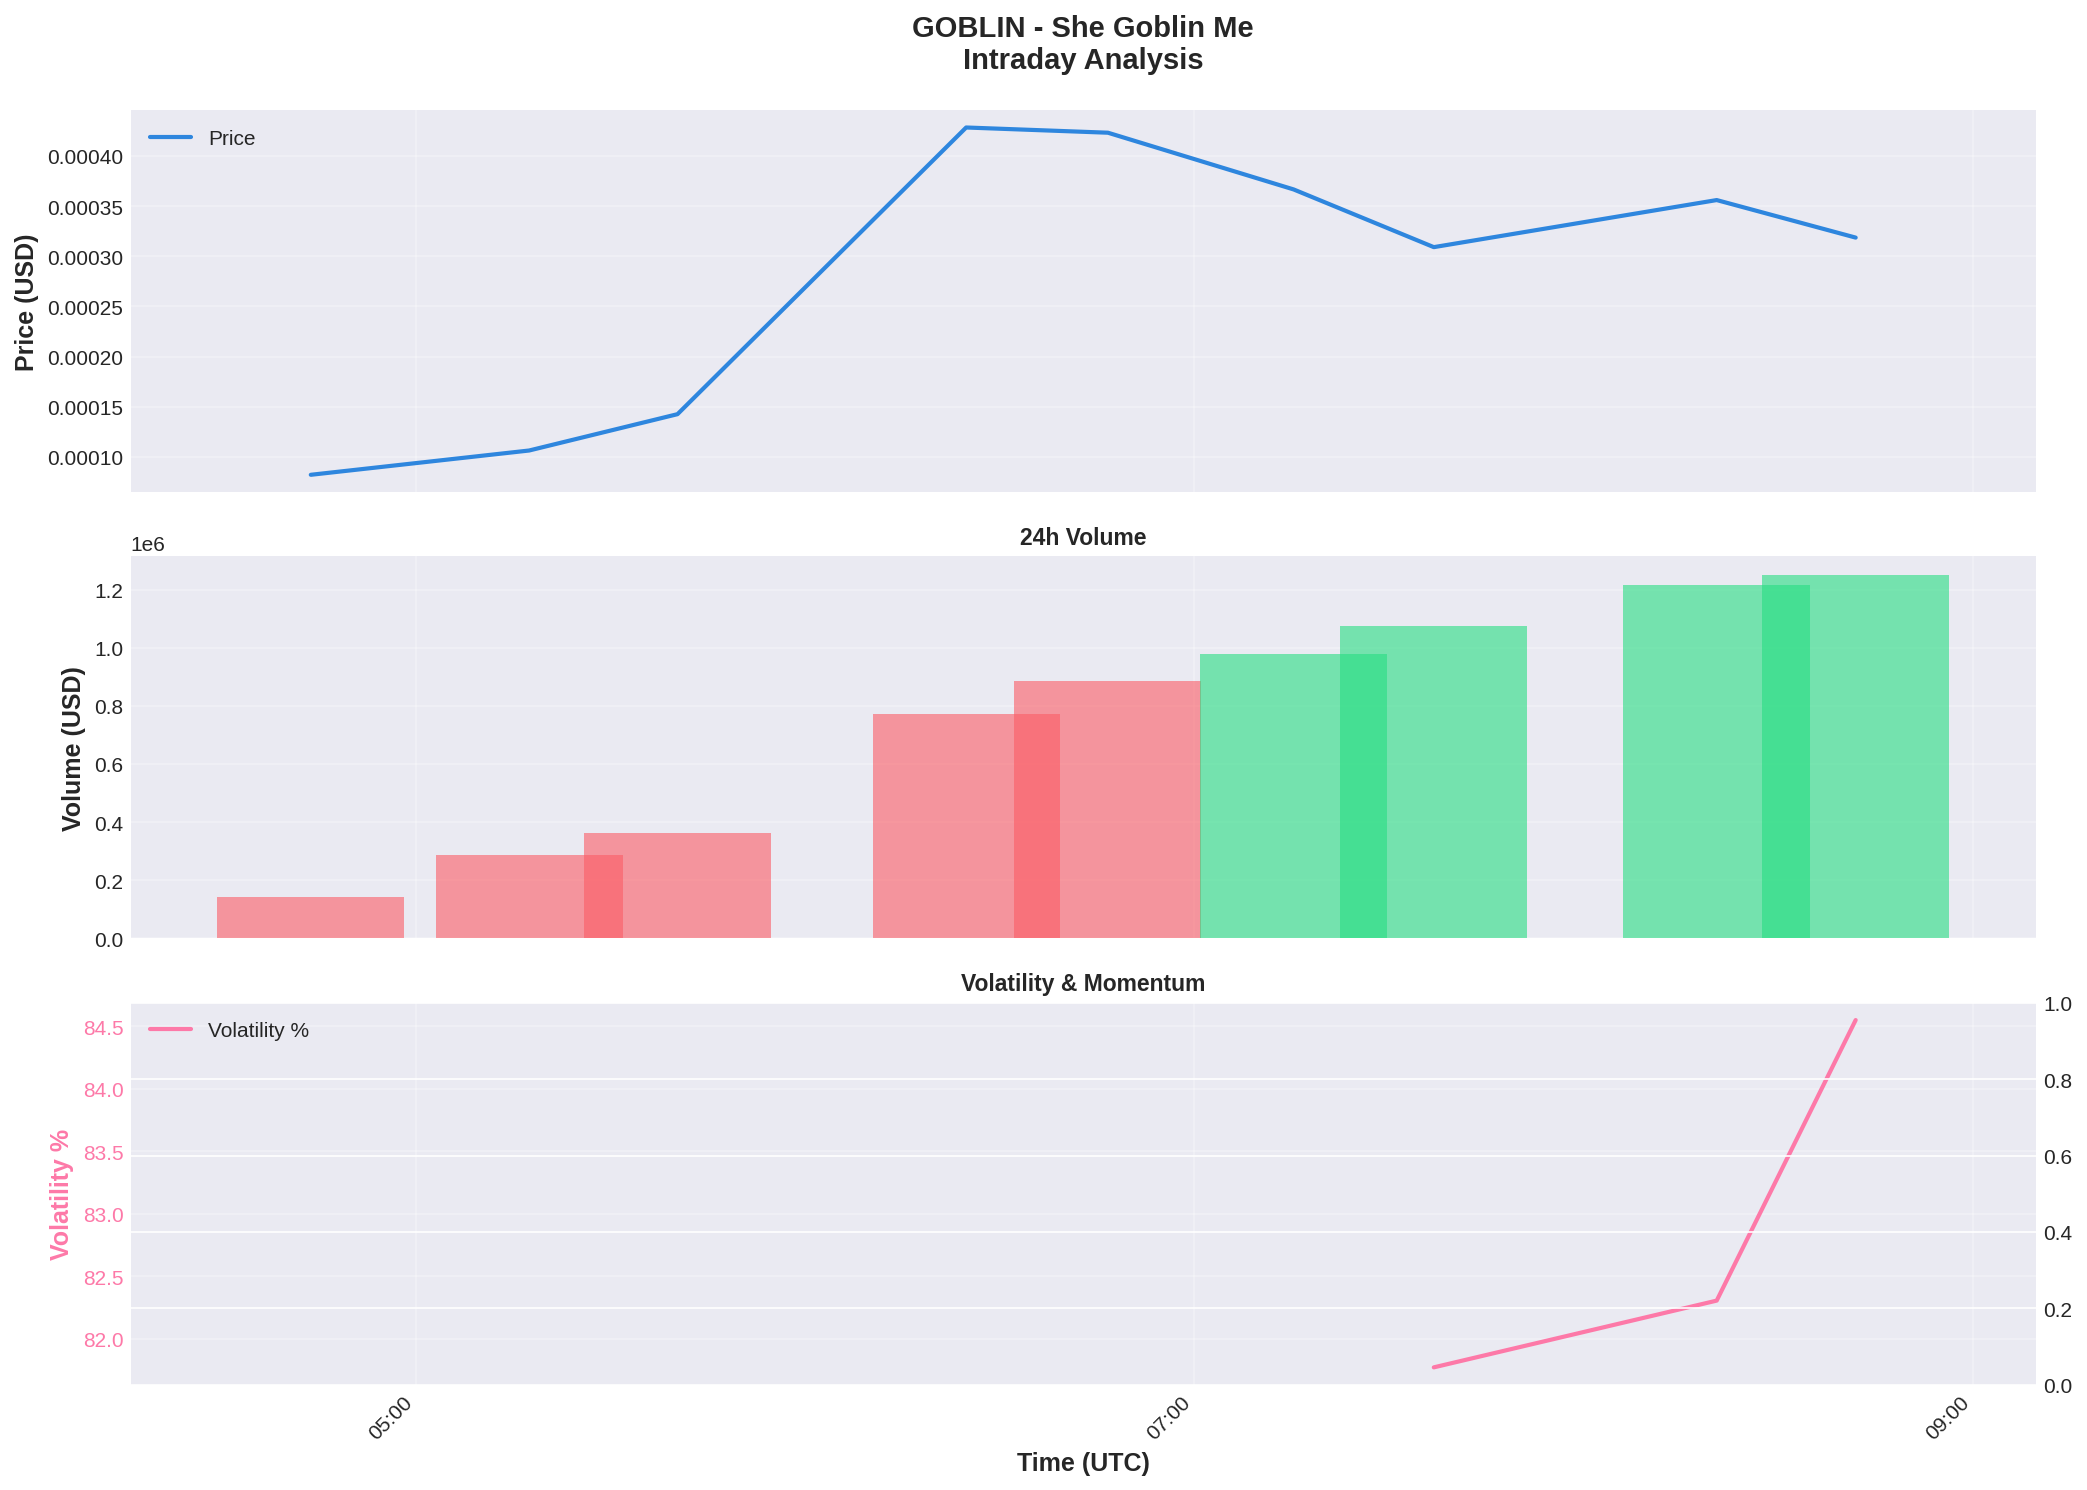 GOBLIN - She Goblin Me
Intraday Analysis
Price
0.00040
0.00035
0.00030
0.00025
0.00020
0.00015
0.00010
Price (USD)
24h Volume
1e6
1.2
1.0
0.8
0.6
0.4
0.2
0.0
Volume (USD)
Volatility & Momentum
Volatility %
84.5
84.0
83.5
83.0
82.5
82.0
Volatility %
1.0
0.8
0.6
0.4
0.2
0.0
05:00
07:00
09:00
Time (UTC)